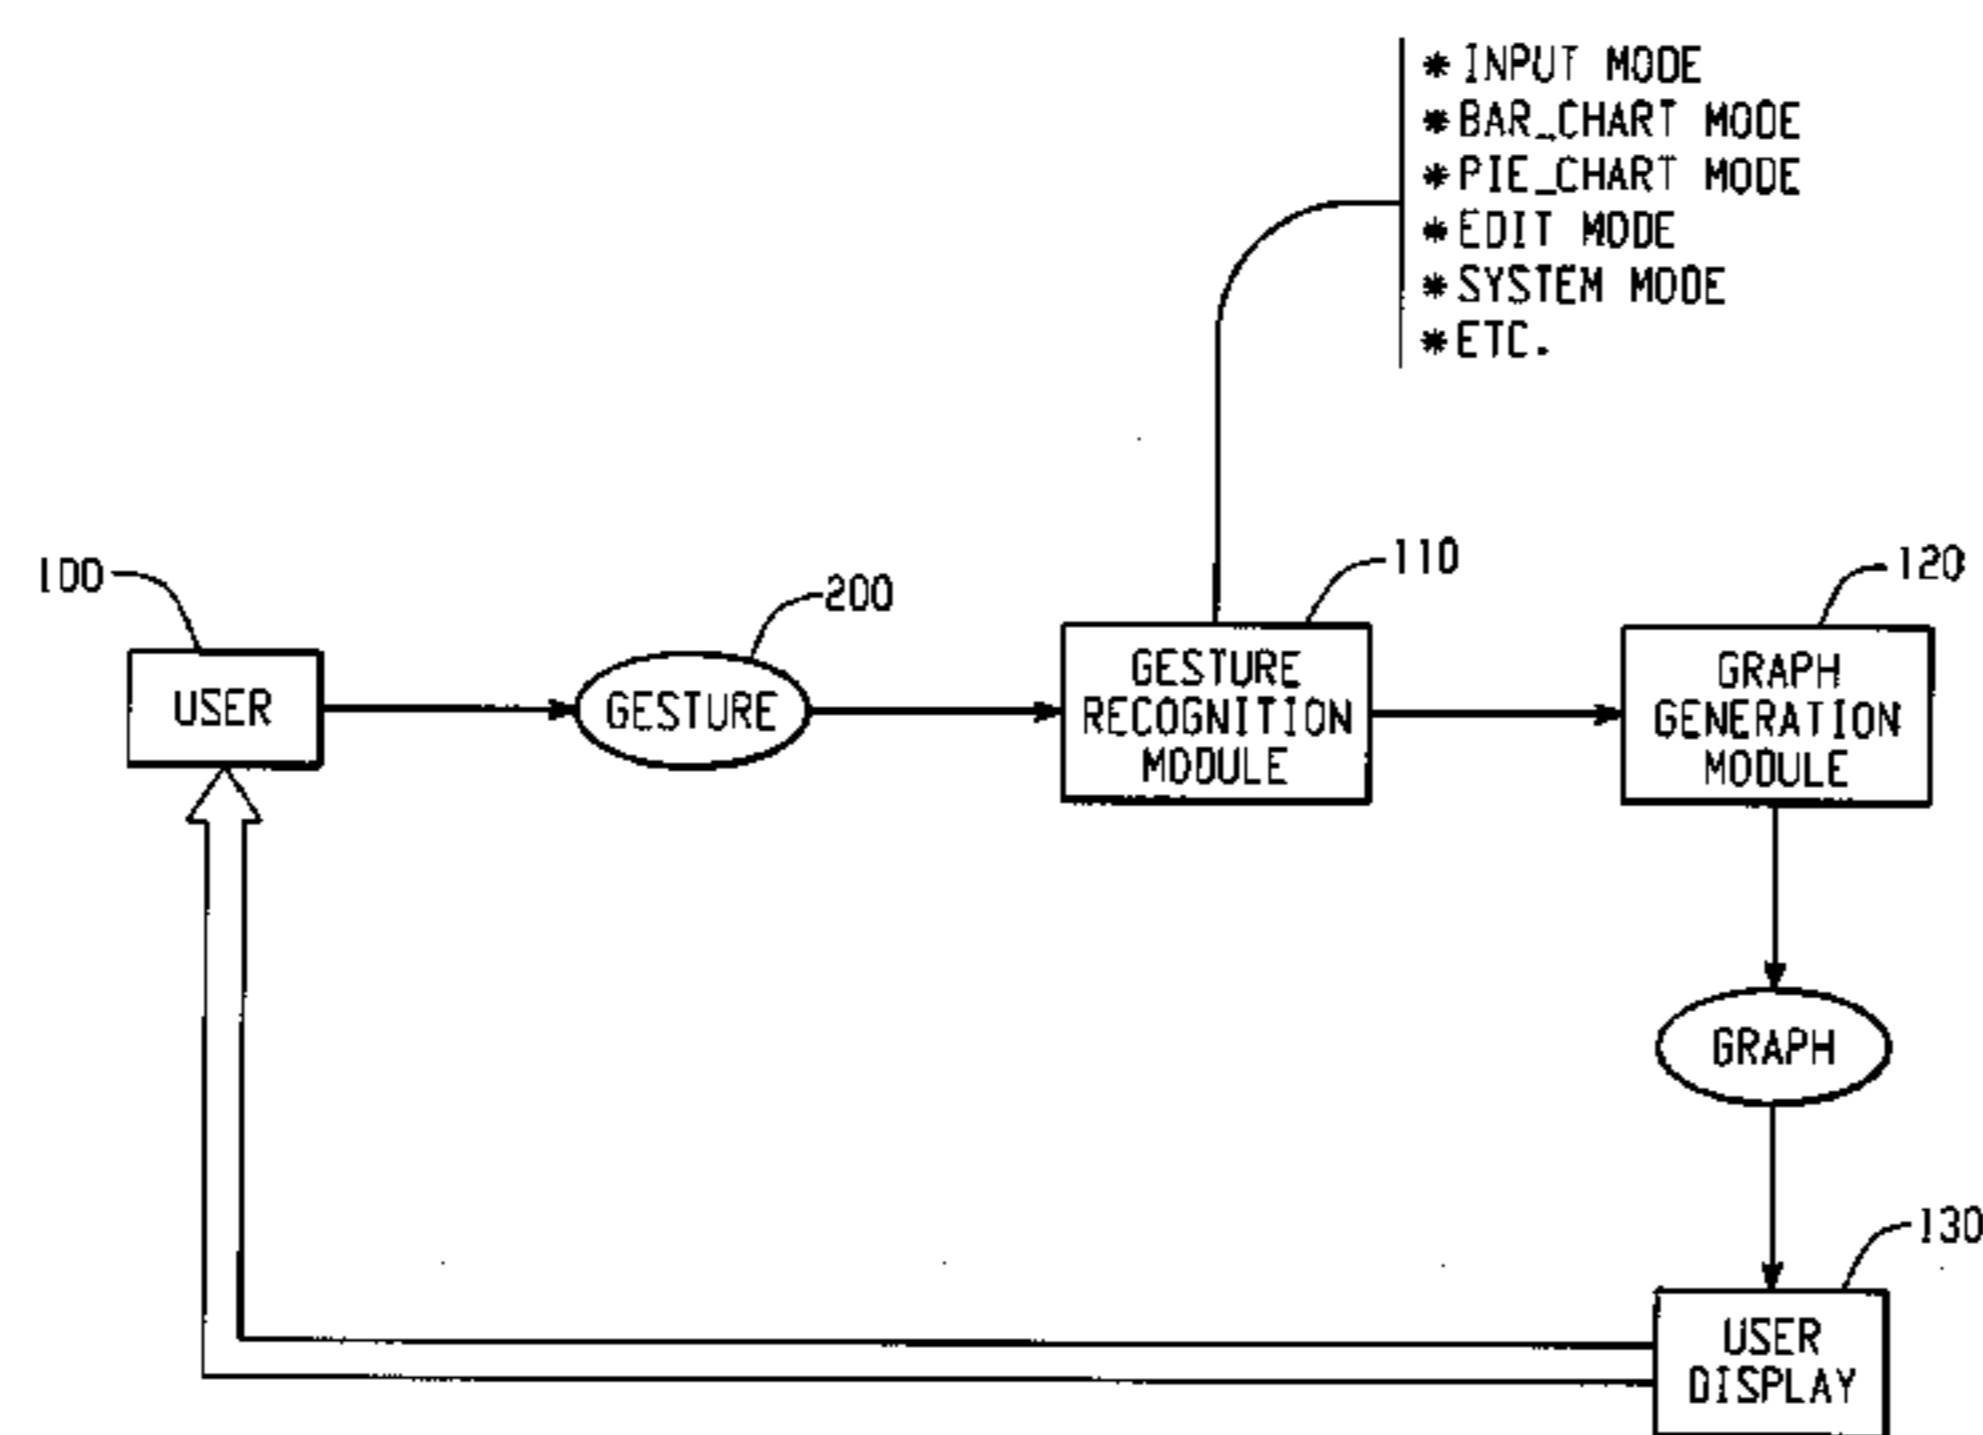 * INPUT MODE
* BAR_CHART MODE
* PIE_CHART MODE
* EDIT MODE
* SYSTEM MODE
* ETC.
100
200
110
120
USER
GESTURE
GESTURE
RECOGNITION
MODULE
GRAPH
GENERATION
MODULE
GRAPH
130
USER
DISPLAY